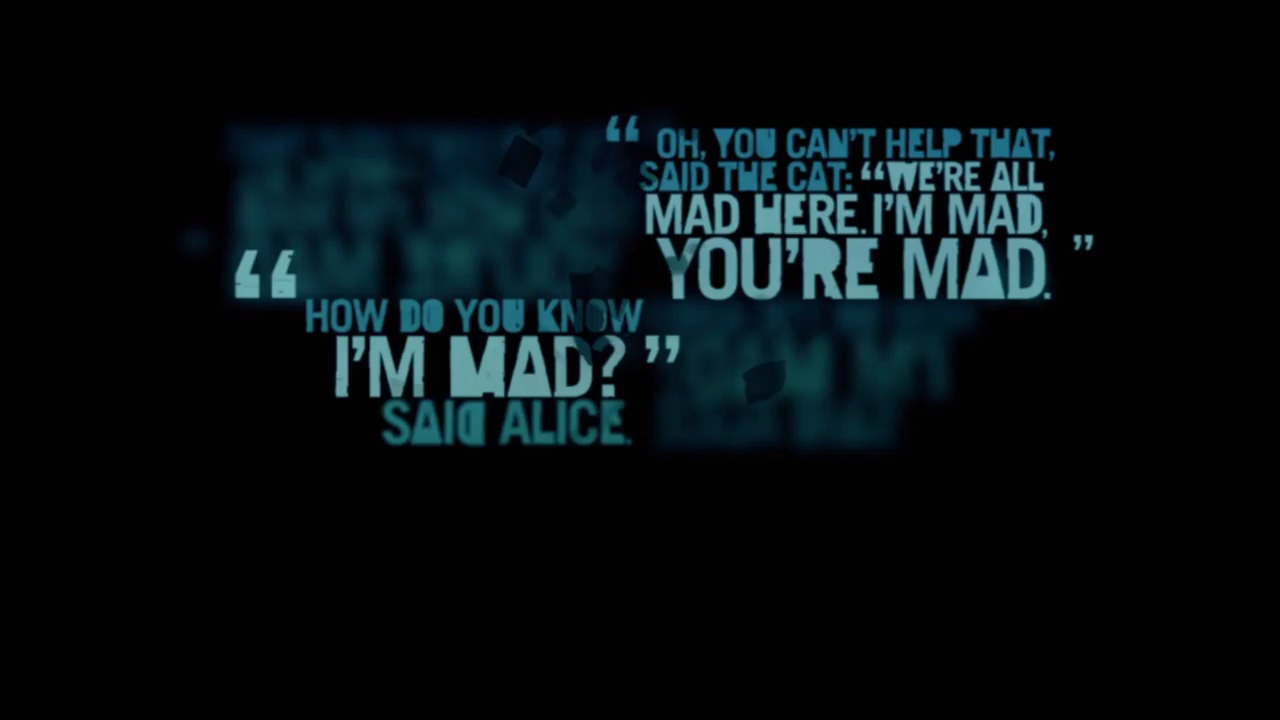 “ OH, YOU CAN’T HELP THAT,
SAID THE CAT: “WE’RE ALL
MAD HERE. I’M MAD,
YOU’RE MAD. ”
“ HOW DO YOU KNOW
I’M MAD? ”
SAID ALICE.